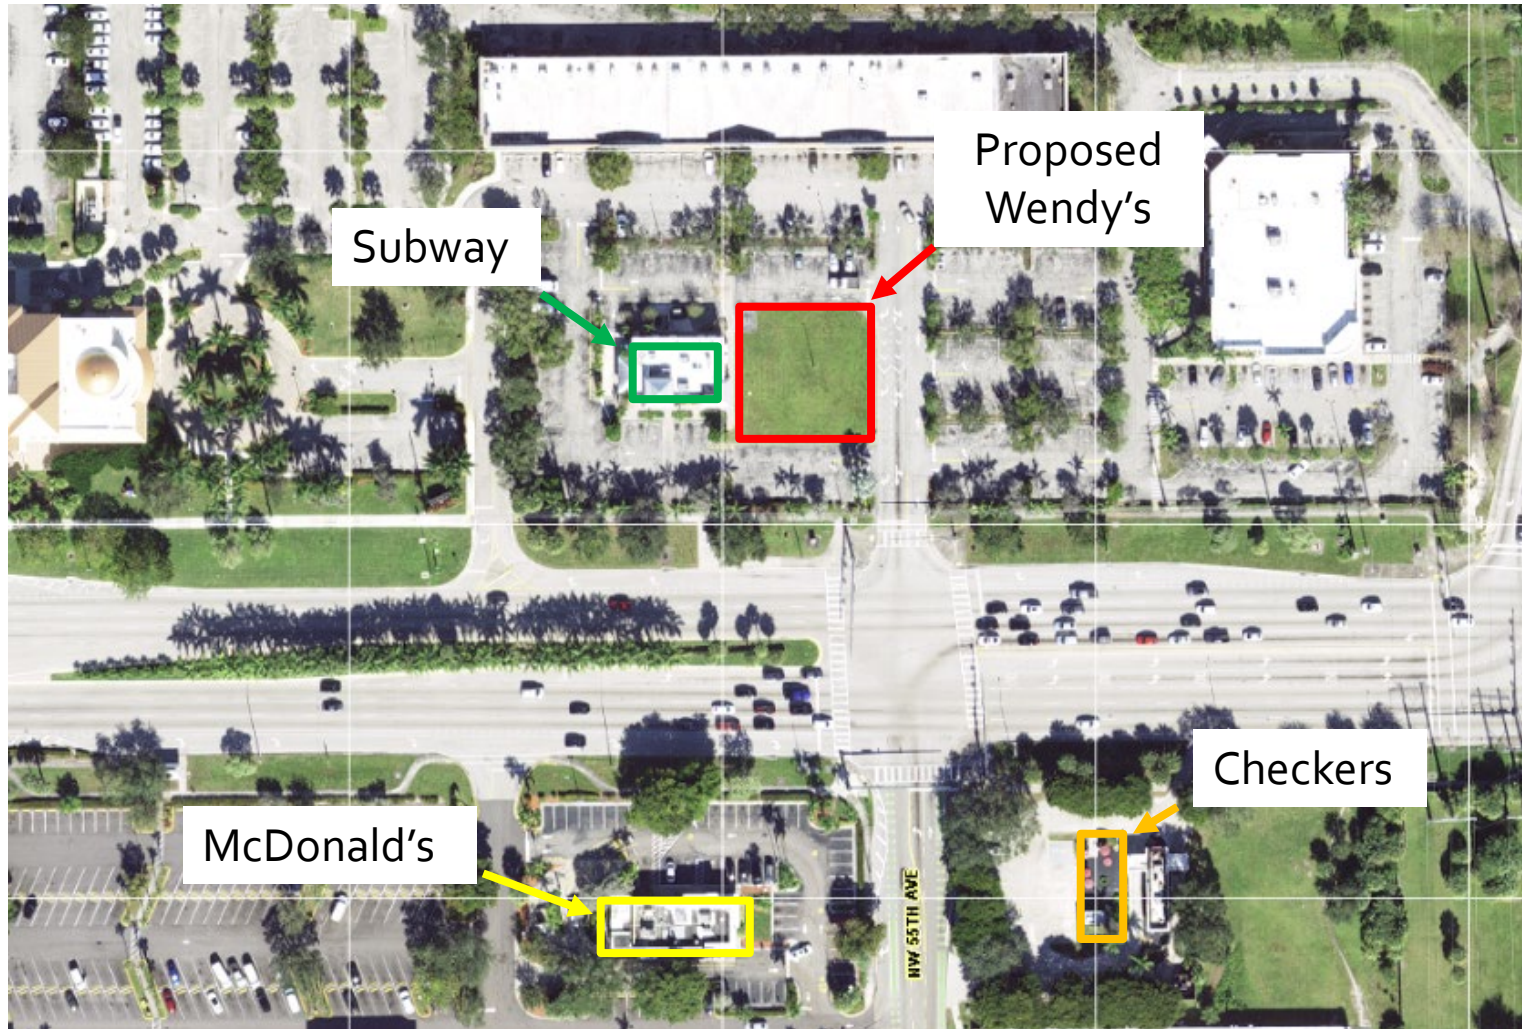 Proposed
Wendy’s
Subway
Checkers
McDonald’s
NW 55TH AVE